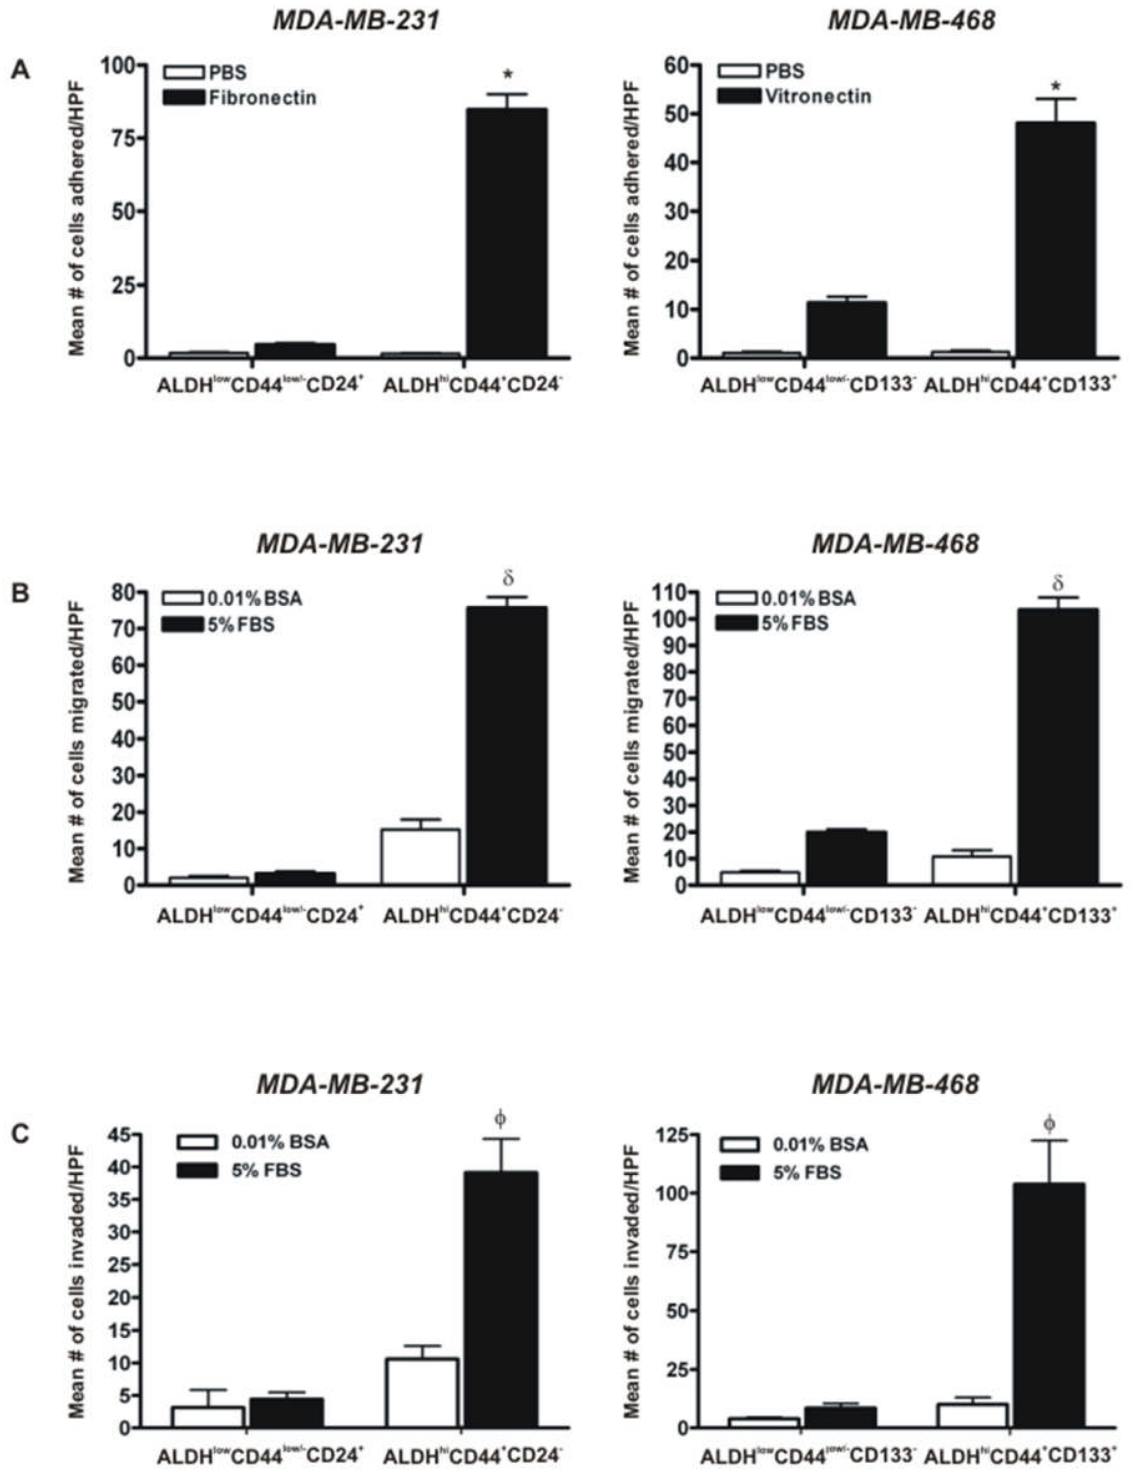 MDA-MB-231
MDA-MB-468
A
Mean # of cells adhered/HPF
100
75
50
25
0
PBS
Fibronectin
*
ALDHlowCD44low/-CD24+
ALDHhiCD44+CD24-
Mean # of cells adhered/HPF
60
50
40
30
20
10
0
PBS
Vitronectin
*
ALDHlowCD44low/-CD133-
ALDHhiCD44+CD133+
MDA-MB-231
MDA-MB-468
B
Mean # of cells migrated/HPF
80
70
60
50
40
30
20
10
0
0.01% BSA
5% FBS
δ
ALDHlowCD44low/-CD24+
ALDHhiCD44+CD24-
Mean # of cells migrated/HPF
110
100
90
80
70
60
50
40
30
20
10
0
0.01% BSA
5% FBS
δ
ALDHlowCD44low/-CD133-
ALDHhiCD44+CD133+
MDA-MB-231
MDA-MB-468
C
Mean # of cells invaded/HPF
45
40
35
30
25
20
15
10
5
0
0.01% BSA
5% FBS
ϕ
ALDHlowCD44low/-CD24+
ALDHhiCD44+CD24-
Mean # of cells invaded/HPF
125
100
75
50
25
0
0.01% BSA
5% FBS
ϕ
ALDHlowCD44low/-CD133-
ALDHhiCD44+CD133+